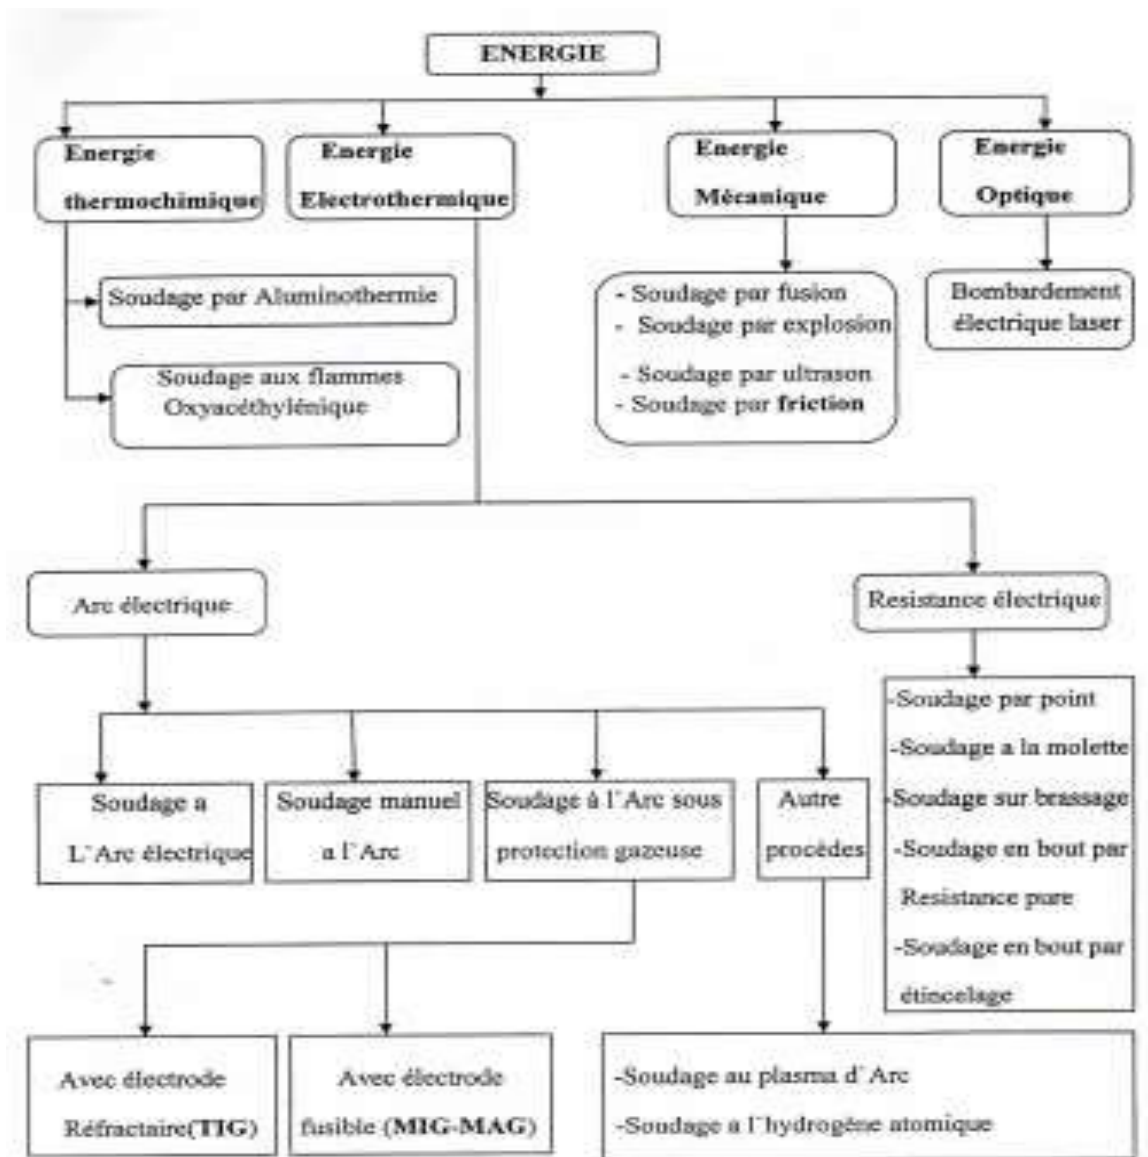 ENERGIE
Energie
thermochimique
Energie
Electrothermique
Energie
Mécanique
Energie
Optique
Soudage par Aluminothermie
Soudage aux flammes
Oxyacéthylénique
- Soudage par fusion
- Soudage par explosion
- Soudage par ultrason
- Soudage par friction
Bombardement
électrique laser
Arc électrique
Resistance électrique
Soudage a
L`Arc électrique
Soudage manuel
a l`Arc
Soudage à l`Arc sous
protection gazeuse
Autre
procèdes
-Soudage par point
-Soudage a la molette
-Soudage sur brassage
-Soudage en bout par
Resistance pure
-Soudage en bout par
étincelage
Avec électrode
Réfractaire(TIG)
Avec électrode
fusible (MIG-MAG)
-Soudage au plasma d`Arc
-Soudage a l`hydrogène atomique